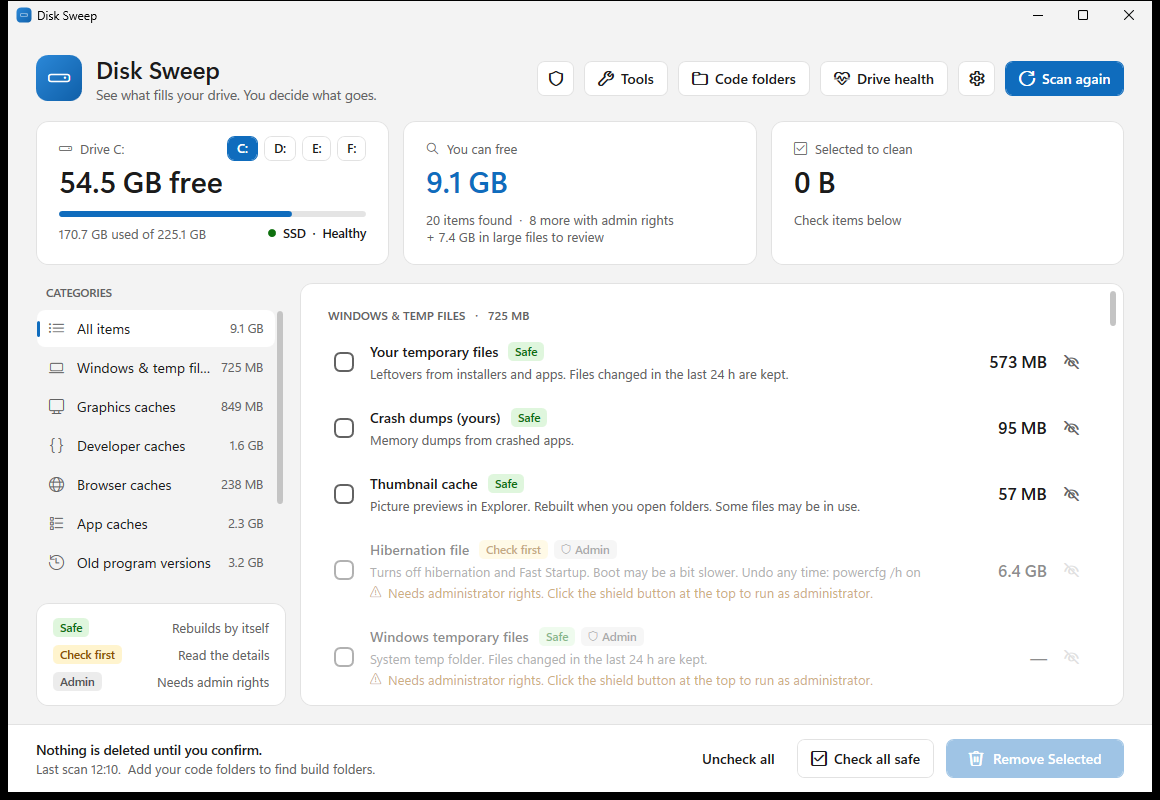 Disk Sweep
Disk Sweep
See what fills your drive. You decide what goes.
Tools
Code folders
Drive health
Scan again
Drive C:
C:
D:
E:
F:
54.5 GB free
170.7 GB used of 225.1 GB
SSD · Healthy
You can free
9.1 GB
20 items found · 8 more with admin rights
+ 7.4 GB in large files to review
Selected to clean
0 B
Check items below
CATEGORIES
All items 9.1 GB
Windows & temp fil... 725 MB
Graphics caches 849 MB
Developer caches 1.6 GB
Browser caches 238 MB
App caches 2.3 GB
Old program versions 3.2 GB
Safe Rebuilds by itself
Check first Read the details
Admin Needs admin rights
WINDOWS & TEMP FILES · 725 MB
Your temporary files Safe
Leftovers from installers and apps. Files changed in the last 24 h are kept.
573 MB
Crash dumps (yours) Safe
Memory dumps from crashed apps.
95 MB
Thumbnail cache Safe
Picture previews in Explorer. Rebuilt when you open folders. Some files may be in use.
57 MB
Hibernation file Check first Admin
Turns off hibernation and Fast Startup. Boot may be a bit slower. Undo any time: powercfg /h on
Needs administrator rights. Click the shield button at the top to run as administrator.
6.4 GB
Windows temporary files Safe Admin
System temp folder. Files changed in the last 24 h are kept.
Needs administrator rights. Click the shield button at the top to run as administrator.
—
Nothing is deleted until you confirm.
Last scan 12:10. Add your code folders to find build folders.
Uncheck all
Check all safe
Remove Selected